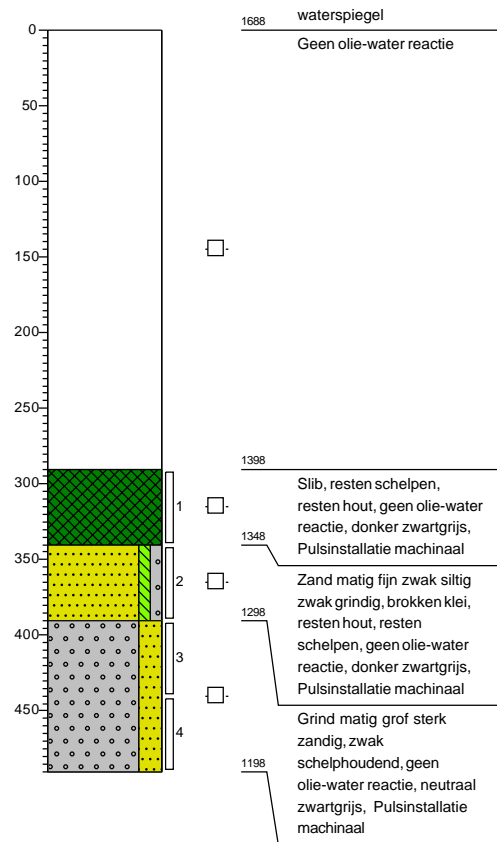 waterspiegel
0
1688
Geen olie-water reactie
50
100
150
200
250
300
350
400
450
1
2
3
4
1398
Slib, resten schelpen,
resten hout, geen olie-water
reactie, donker zwartgrijs,
Pulsinstallatie machinaal
1348
Zand matig fijn zwak siltig
zwak grindig, brokken klei,
resten hout, resten
schelpen, geen olie-water
reactie, donker zwartgrijs,
Pulsinstallatie machinaal
1298
Grind matig grof sterk
zandig, zwak
schelphoudend, geen
olie-water reactie, neutraal
zwartgrijs, Pulsinstallatie
machinaal
1198